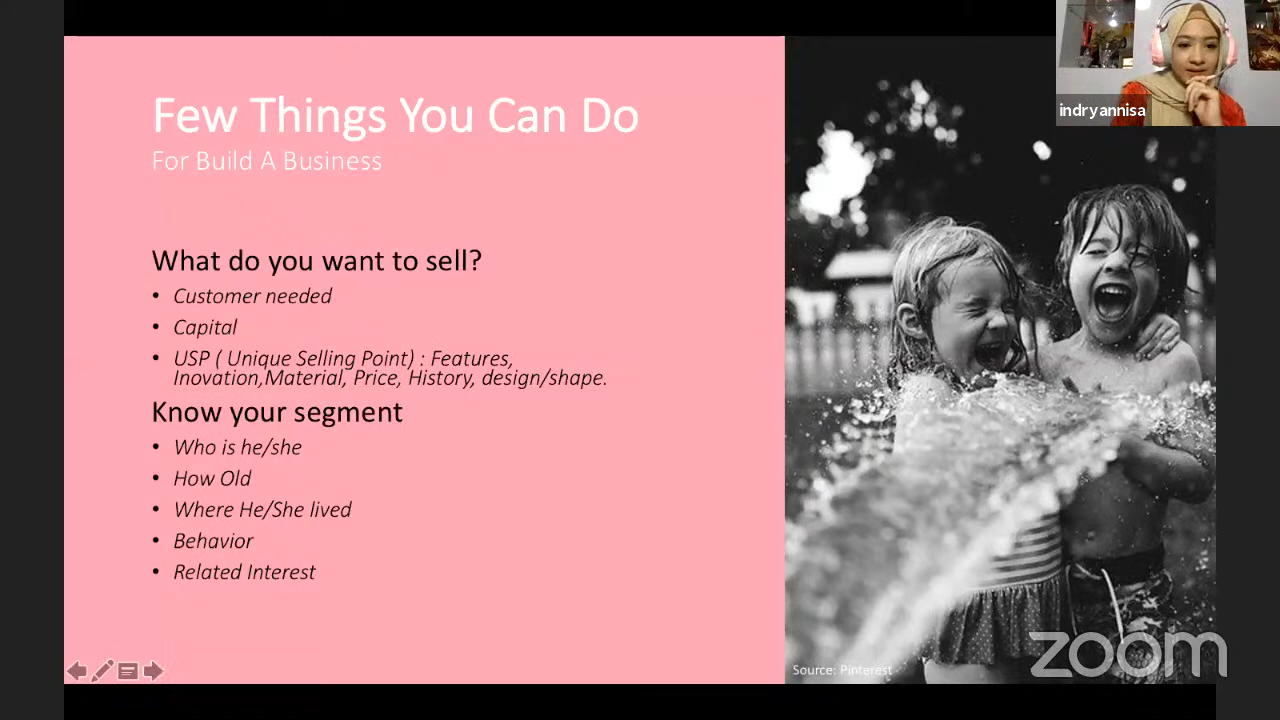 Few Things You Can Do
For Build A Business
What do you want to sell?
• Customer needed
• Capital
• USP ( Unique Selling Point) : Features,
Inovation,Material, Price, History, design/shape.
Know your segment
• Who is he/she
• How Old
• Where He/She lived
• Behavior
• Related Interest
indryannisa
Source: Pinterest
zoom